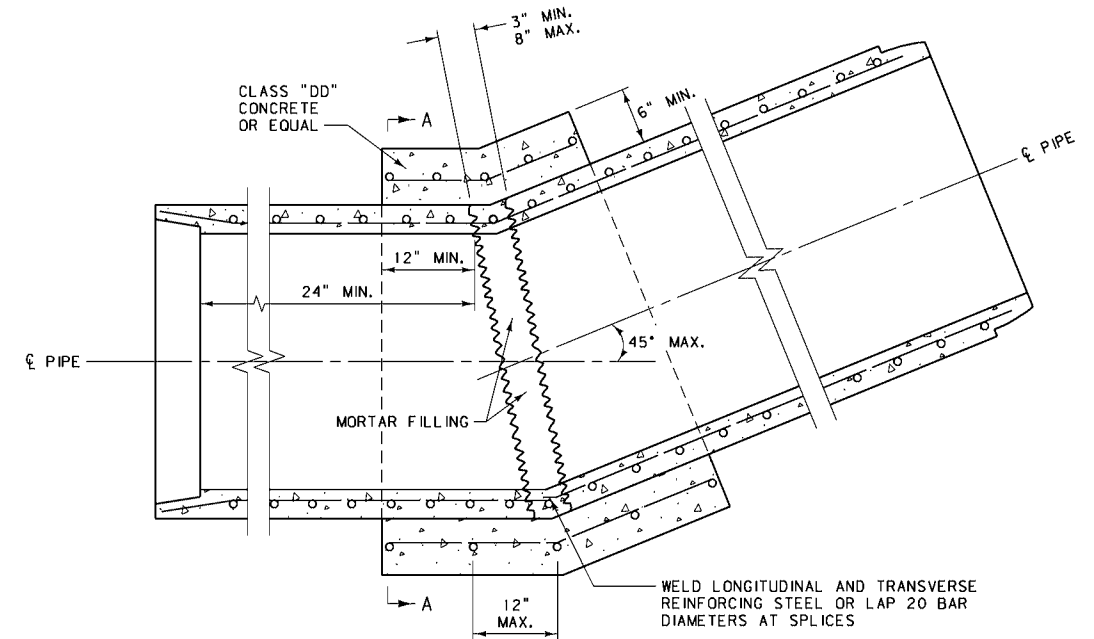 3" MIN.
8" MAX.
CLASS "DD"
CONCRETE
OR EQUAL
A
6" MIN.
℄ PIPE
12" MIN.
24" MIN.
45° MAX.
℄ PIPE
MORTAR FILLING
A
12"
MAX.
WELD LONGITUDINAL AND TRANSVERSE
REINFORCING STEEL OR LAP 20 BAR
DIAMETERS AT SPLICES